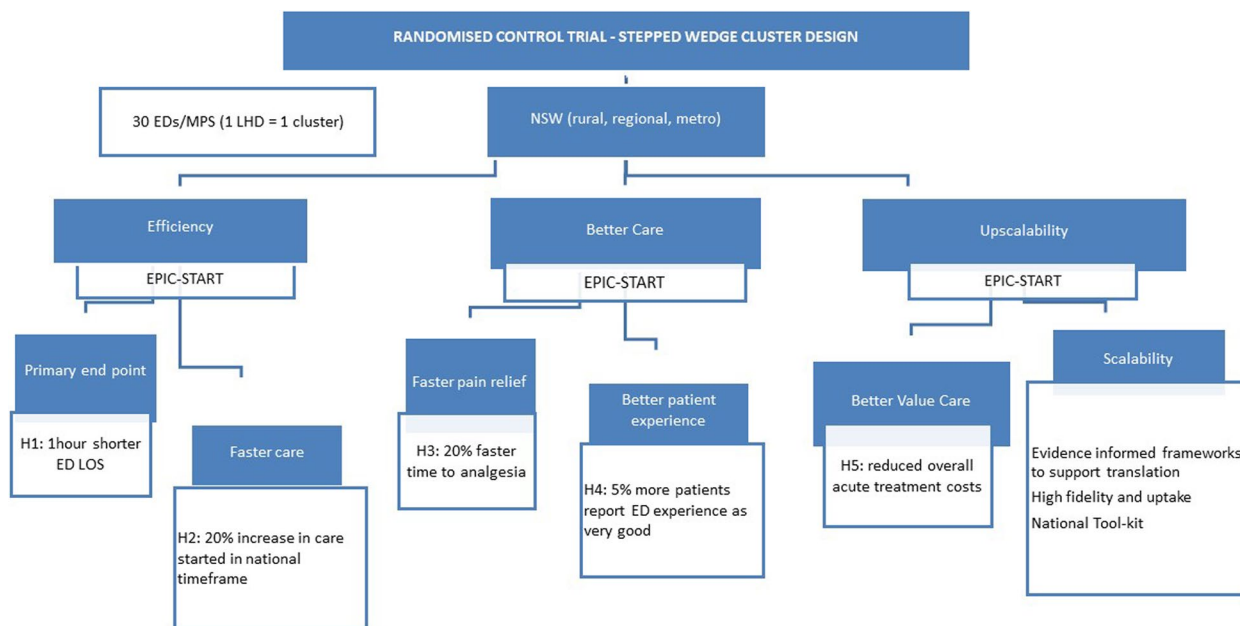 RANDOMISED CONTROL TRIAL - STEPPED WEDGE CLUSTER DESIGN
30 EDs/MPS (1 LHD = 1 cluster)
NSW (rural, regional, metro)
Efficiency
EPIC-START
Better Care
EPIC-START
Upscalability
EPIC-START
Primary end point
H1: 1hour shorter
ED LOS
Faster care
H2: 20% increase in care
started in national
timeframe
Faster pain relief
H3: 20% faster
time to analgesia
Better patient
experience
H4: 5% more patients
report ED experience as
very good
Better Value Care
H5: reduced overall
acute treatment costs
Scalability
Evidence informed frameworks
to support translation
High fidelity and uptake
National Tool-kit